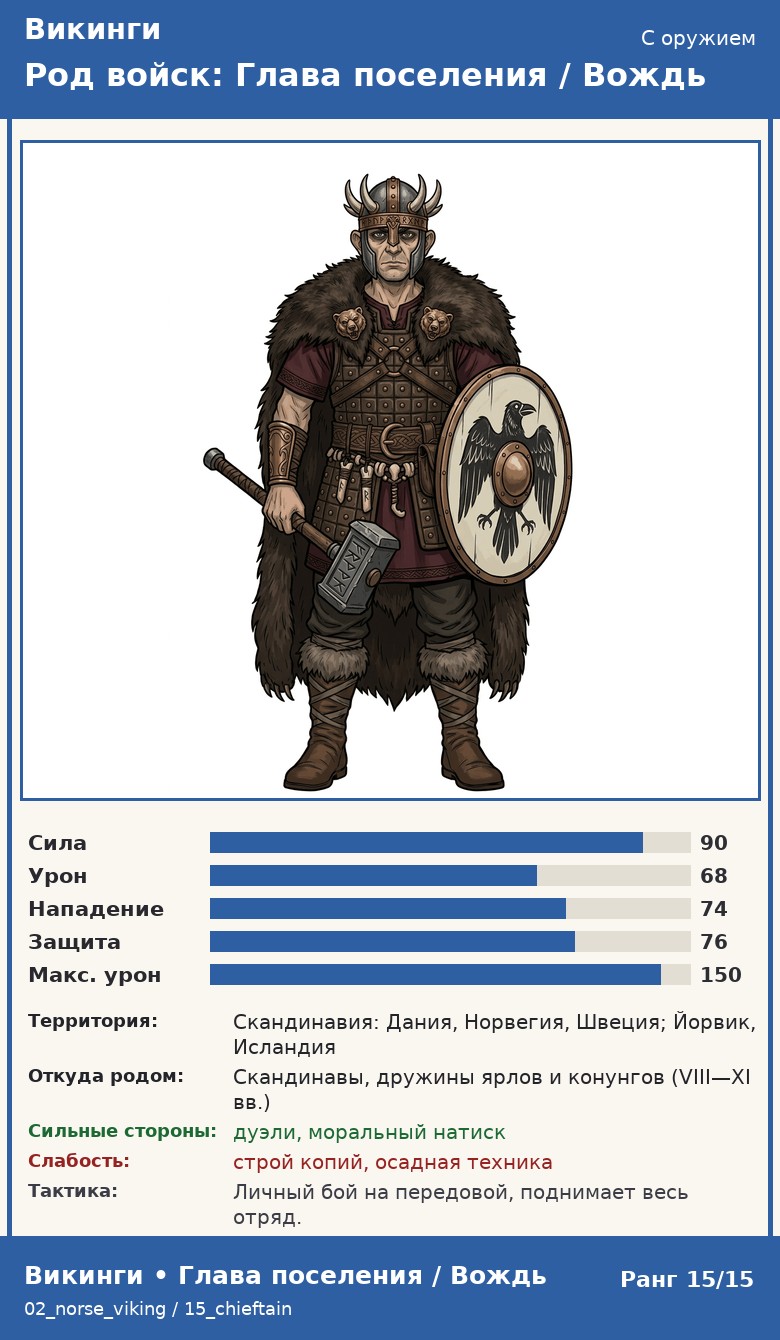 Викинги
С оружием
Род войск: Глава поселения / Вождь
Сила 90
Урон 68
Нападение 74
Защита 76
Макс. урон 150
Территория: Скандинавия: Дания, Норвегия, Швеция; Йорвик,
Исландия
Откуда родом: Скандинавы, дружины ярлов и конунгов (VIII—XI
вв.)
Сильные стороны: дуэли, моральный натиск
Слабость: строй копий, осадная техника
Тактика: Личный бой на передовой, поднимает весь
отряд.
Викинги • Глава поселения / Вождь
Ранг 15/15
02_norse_viking / 15_chieftain